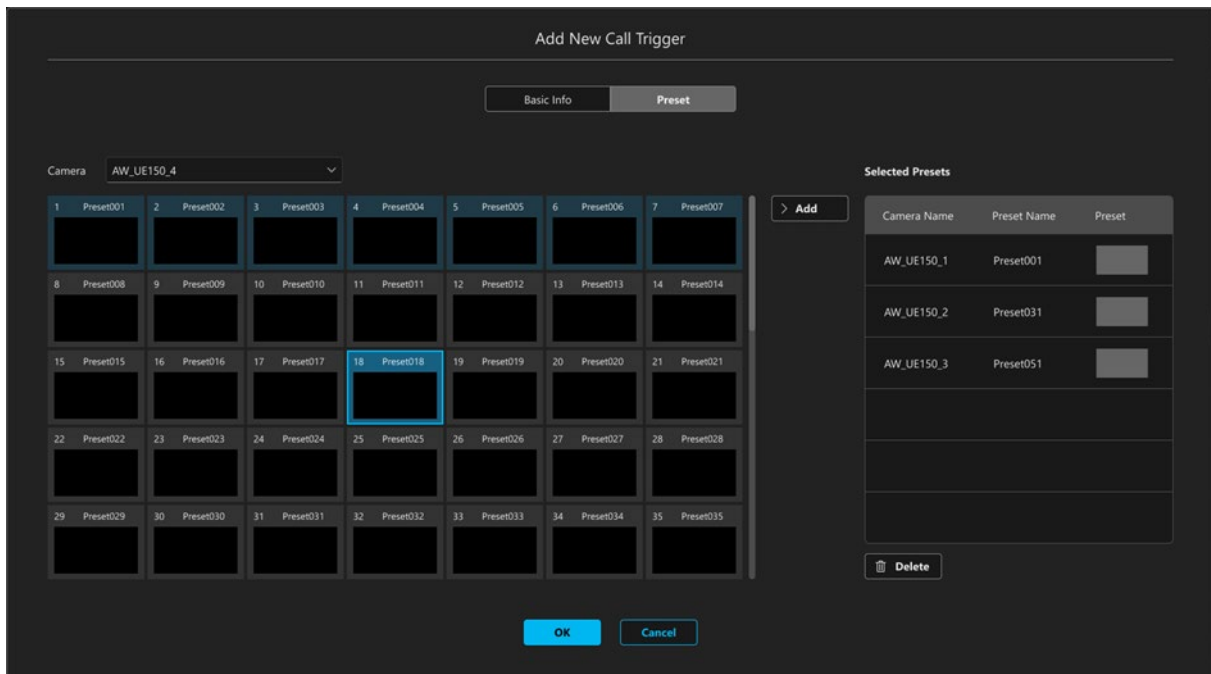 Add New Call Trigger
Basic Info Preset
Camera AW_UE150_4
Selected Presets
1 Preset001 2 Preset002 3 Preset003 4 Preset004 5 Preset005 6 Preset006 7 Preset007
> Add
Camera Name Preset Name Preset
AW_UE150_1 Preset001
8 Preset008 9 Preset009 10 Preset010 11 Preset011 12 Preset012 13 Preset013 14 Preset014
AW_UE150_2 Preset031
15 Preset015 16 Preset016 17 Preset017 18 Preset018 19 Preset019 20 Preset020 21 Preset021
AW_UE150_3 Preset051
22 Preset022 23 Preset023 24 Preset024 25 Preset025 26 Preset026 27 Preset027 28 Preset028
29 Preset029 30 Preset030 31 Preset031 32 Preset032 33 Preset033 34 Preset034 35 Preset035
Delete
OK Cancel